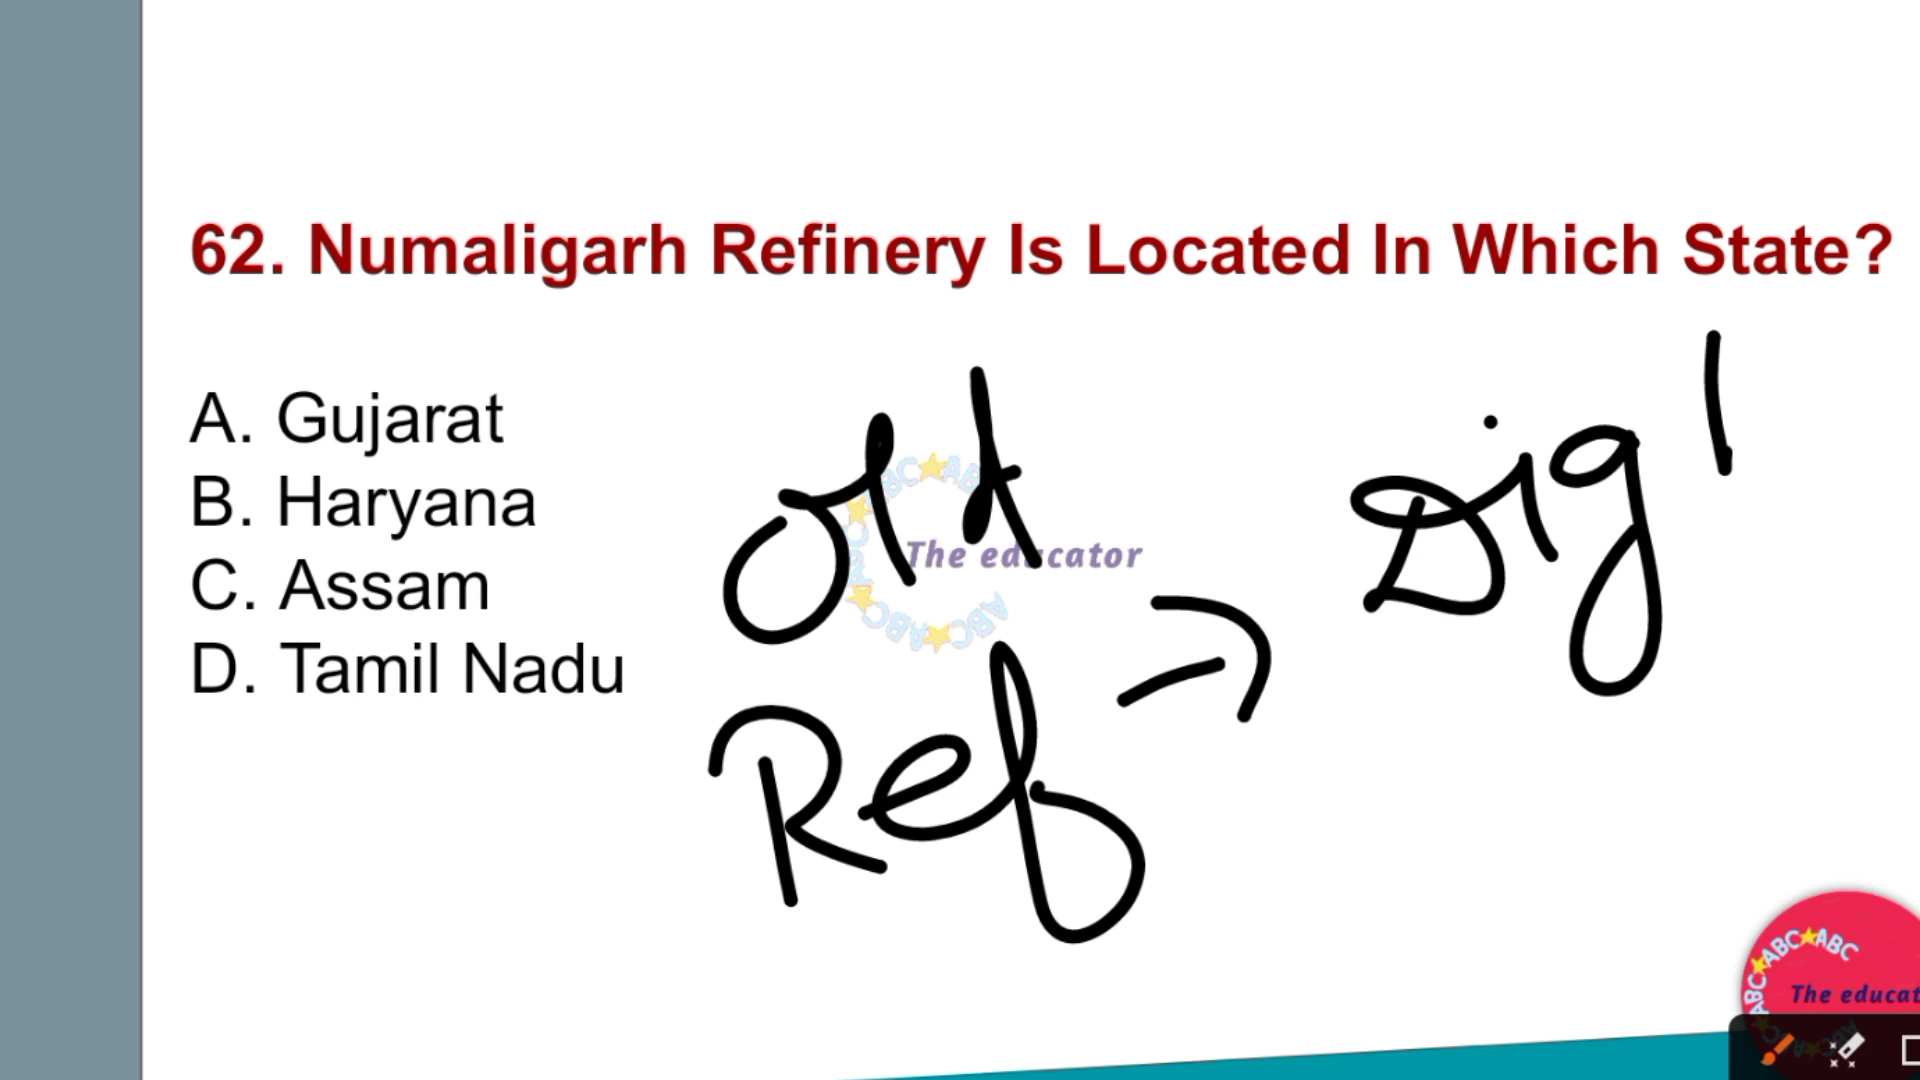 62. Numaligarh Refinery Is Located In Which State?
A. Gujarat
B. Haryana
C. Assam
D. Tamil Nadu
Old
Ref → Dig
The educator
ABC★ABC
The educat